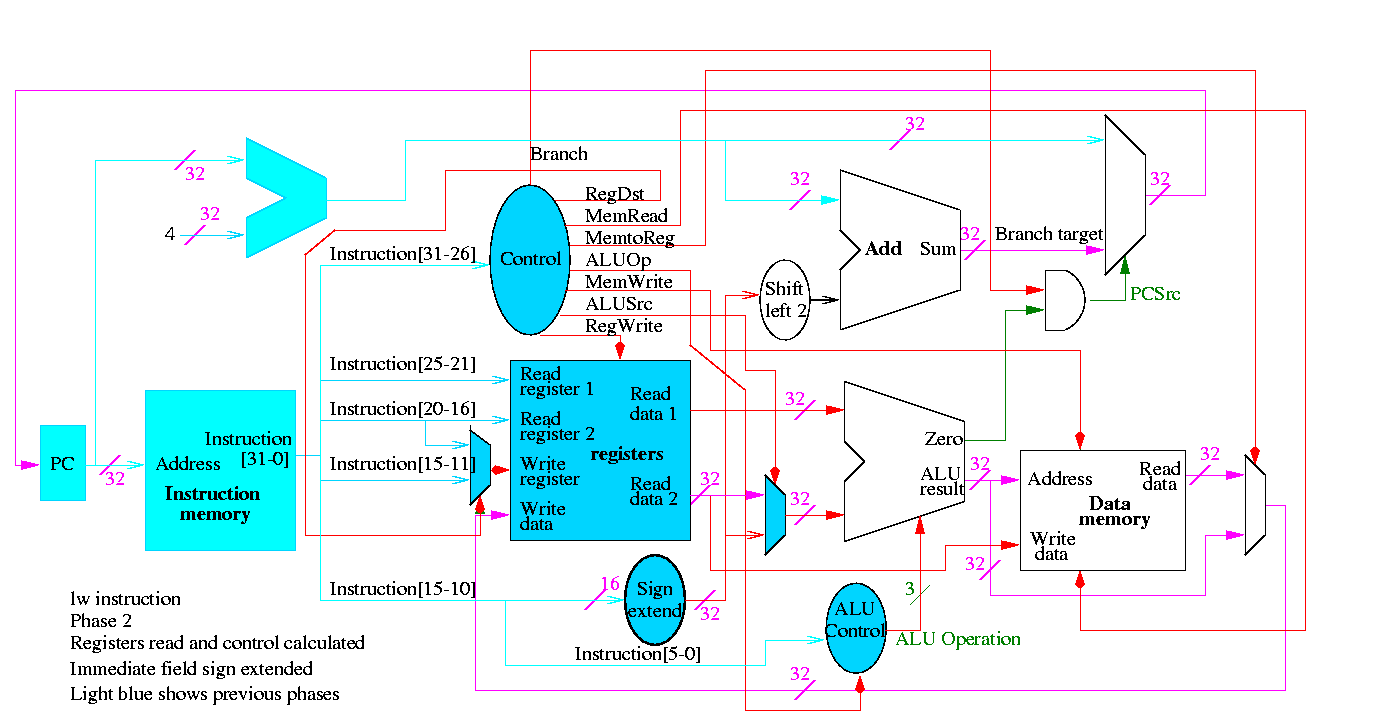 32
Branch
32
32
32
32
32
4
RegDst
MemRead
MemtoReg
ALUOp
MemWrite
ALUSrc
RegWrite
Control
Instruction[31-26]
Add
Sum
32
Branch target
Shift
left 2
PCSrc
Instruction[25-21]
Instruction[20-16]
Instruction[15-11]
Read
register 1
Read
register 2
Write
register
Write
data
registers
Read
data 1
Read
data 2
32
32
32
Zero
ALU
result
32
32
Address
Read
data
Data
memory
Write
data
32
PC
32
Instruction
[31-0]
Address
Instruction
memory
Instruction[15-10]
16
Sign
extend
32
3
ALU
Control
ALU Operation
Instruction[5-0]
32
lw instruction
Phase 2
Registers read and control calculated
Immediate field sign extended
Light blue shows previous phases